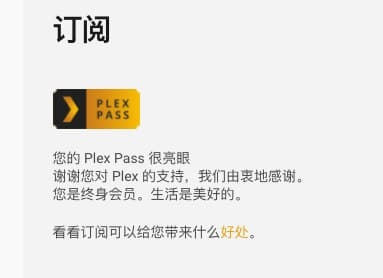 订阅
PLEX
PASS
您的 Plex Pass 很亮眼
谢谢您对 Plex 的支持，我们由衷地感谢。
您是终身会员。生活是美好的。
看看订阅可以给您带来什么好处。